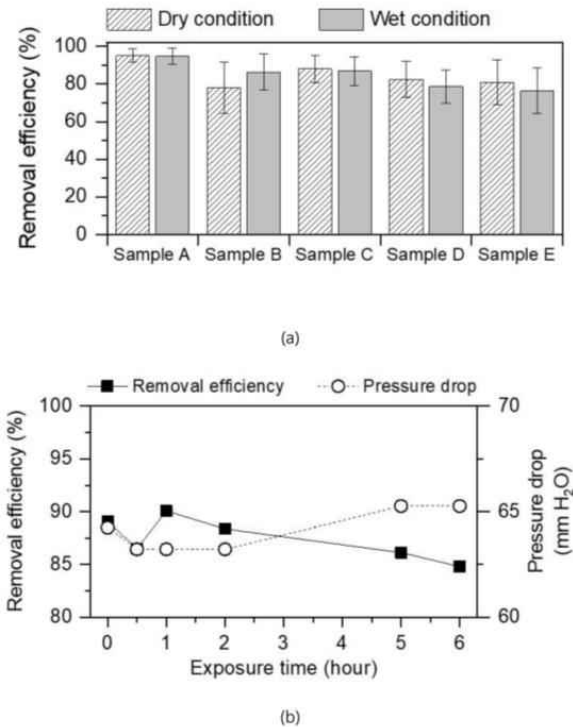 Dry condition Wet condition
Removal efficiency (%)
100
80
60
40
20
0
Sample A Sample B Sample C Sample D Sample E
(a)
Removal efficiency Pressure drop
Removal efficiency (%)
100
95
90
85
80
70
65
60
Pressure drop
(mm H₂O)
0 1 2 3 4 5 6
Exposure time (hour)
(b)